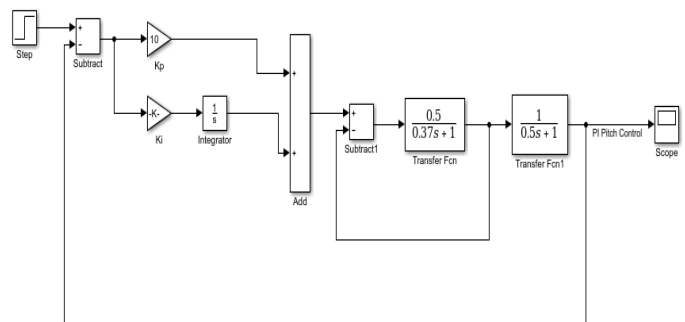 Step
+
−
Subtract
10
Kp
-K-
Ki
1
s
Integrator
+
+
Add
+
−
Subtract1
0.5
0.37s + 1
Transfer Fcn
1
0.5s + 1
Transfer Fcn1
PI Pitch Control
Scope